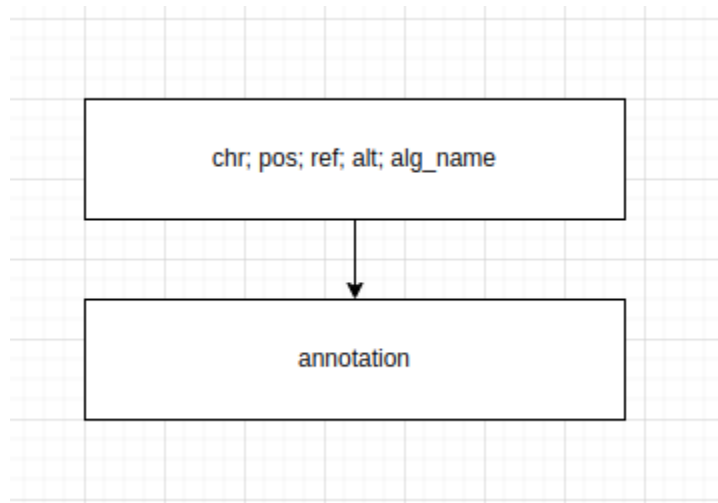 chr; pos; ref; alt; alg_name
annotation